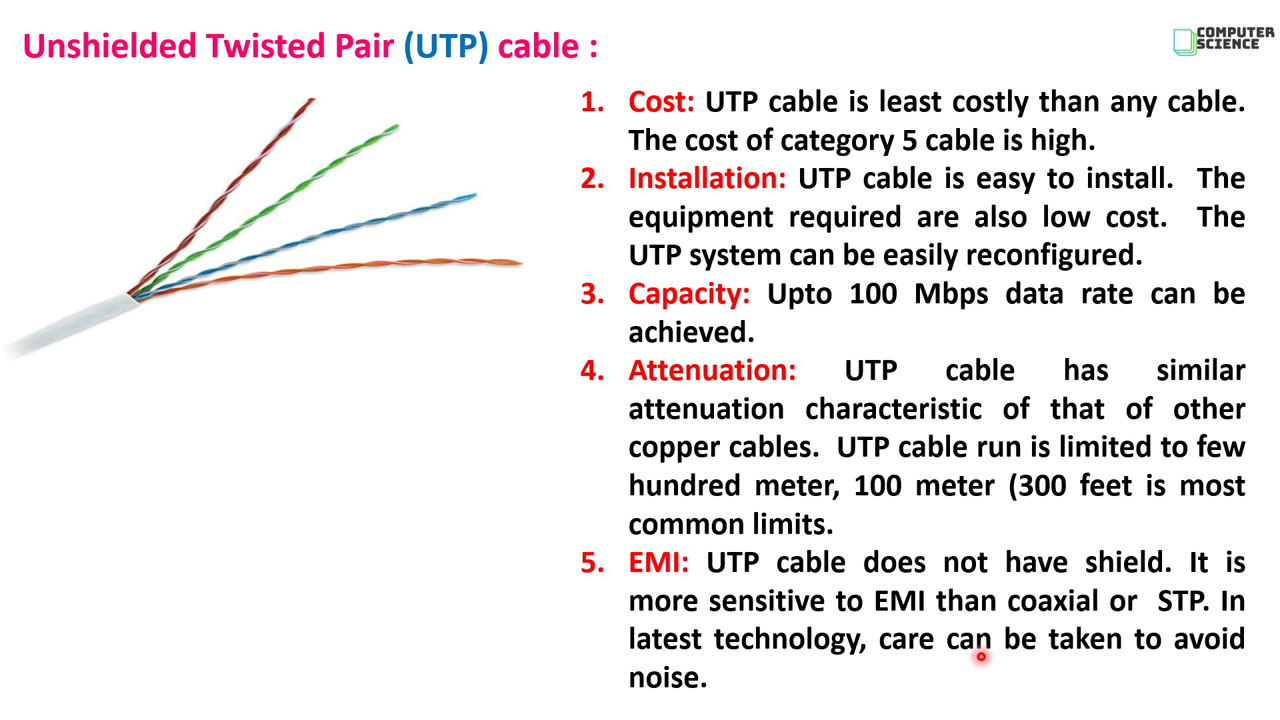 Unshielded Twisted Pair (UTP) cable :
COMPUTER
SCIENCE
1. Cost: UTP cable is least costly than any cable.
The cost of category 5 cable is high.
2. Installation: UTP cable is easy to install. The
equipment required are also low cost. The
UTP system can be easily reconfigured.
3. Capacity: Upto 100 Mbps data rate can be
achieved.
4. Attenuation: UTP cable has similar
attenuation characteristic of that of other
copper cables. UTP cable run is limited to few
hundred meter, 100 meter (300 feet is most
common limits.
5. EMI: UTP cable does not have shield. It is
more sensitive to EMI than coaxial or STP. In
latest technology, care can be taken to avoid
noise.